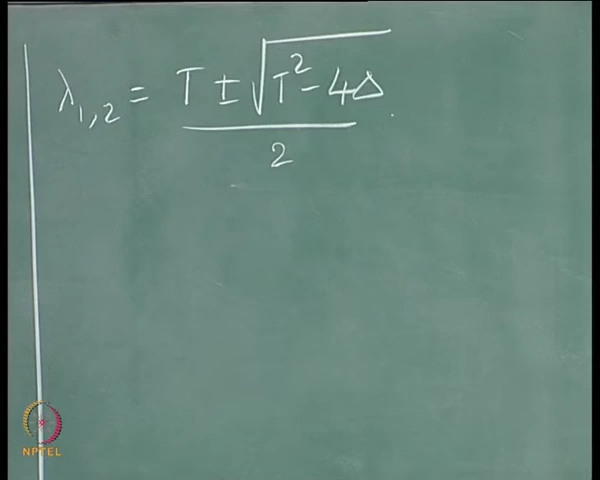 λ₁,₂ = T ± √(T² - 4Δ) / 2
NPTEL